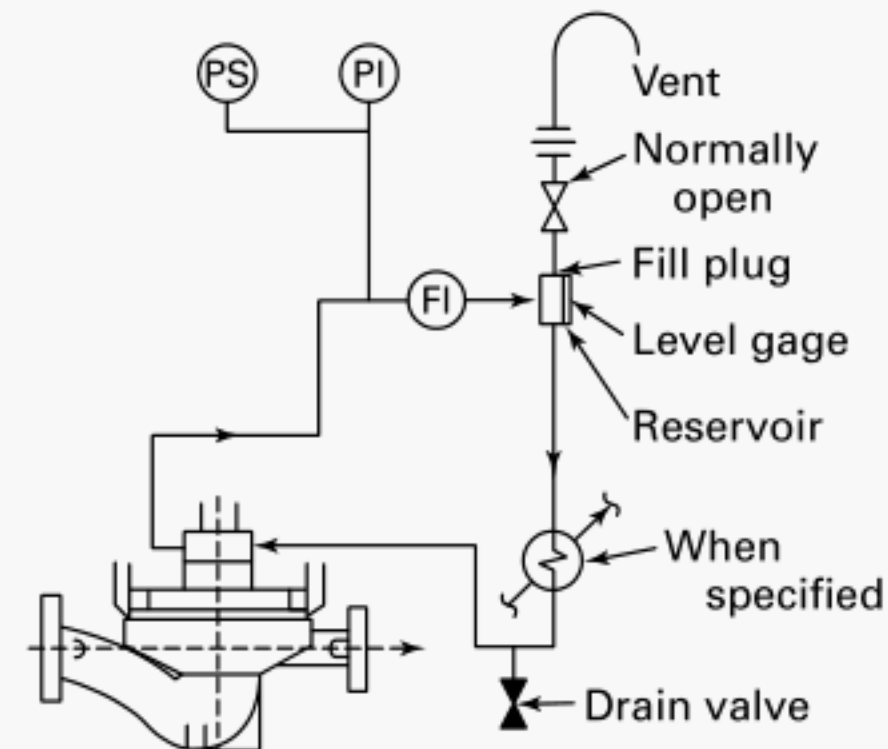 PS
PI
Vent
Normally
open
Fill plug
FI
Level gage
Reservoir
When
specified
Drain valve